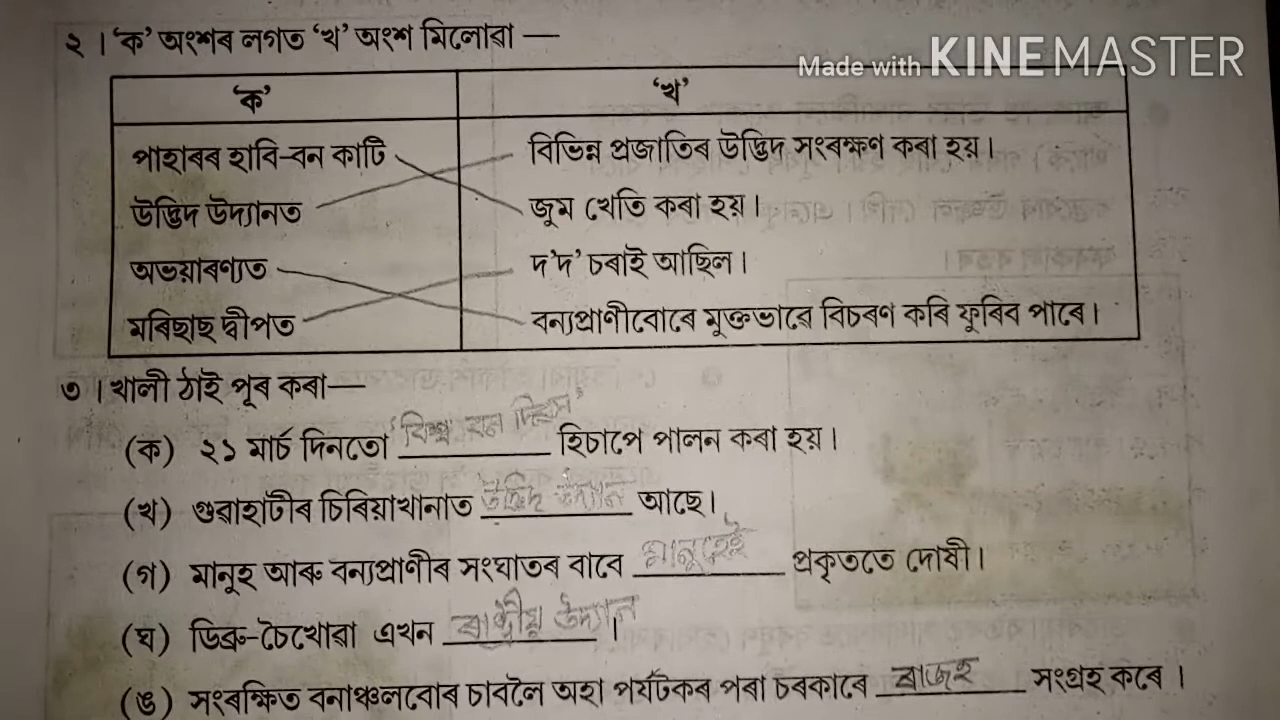 ২। 'ক' অংশৰ লগত 'খ' অংশ মিলোৱা —
Made with KINEMASTER
'ক' 'খ'
পাহাৰৰ হাবি-বন কাটি বিভিন্ন প্ৰজাতিৰ উদ্ভিদ সংৰক্ষণ কৰা হয়।
উদ্ভিদ উদ্যানত জুম খেতি কৰা হয়।
অভয়াৰণ্যত দ'দ' চৰাই আছিল।
মৰিছাছ দ্বীপত বন্যপ্ৰাণীবোৰে মুক্তভাৱে বিচৰণ কৰি ফুৰিব পাৰে।
৩। খালী ঠাই পূৰ কৰা—
(ক) ২১ মাৰ্চ দিনতো 'বিশ্ব বন দিৱস' হিচাপে পালন কৰা হয়।
(খ) গুৱাহাটীৰ চিৰিয়াখানাত উদ্ভিদ উদ্যান আছে।
(গ) মানুহ আৰু বন্যপ্ৰাণীৰ সংঘাতৰ বাবে মানুহেই প্ৰকৃততে দোষী।
(ঘ) ডিব্ৰু-চৈখোৱা এখন ৰাষ্ট্ৰীয় উদ্যান।
(ঙ) সংৰক্ষিত বনাঞ্চলবোৰ চাবলৈ অহা পৰ্যটকৰ পৰা চৰকাৰে ৰাজহ সংগ্ৰহ কৰে।